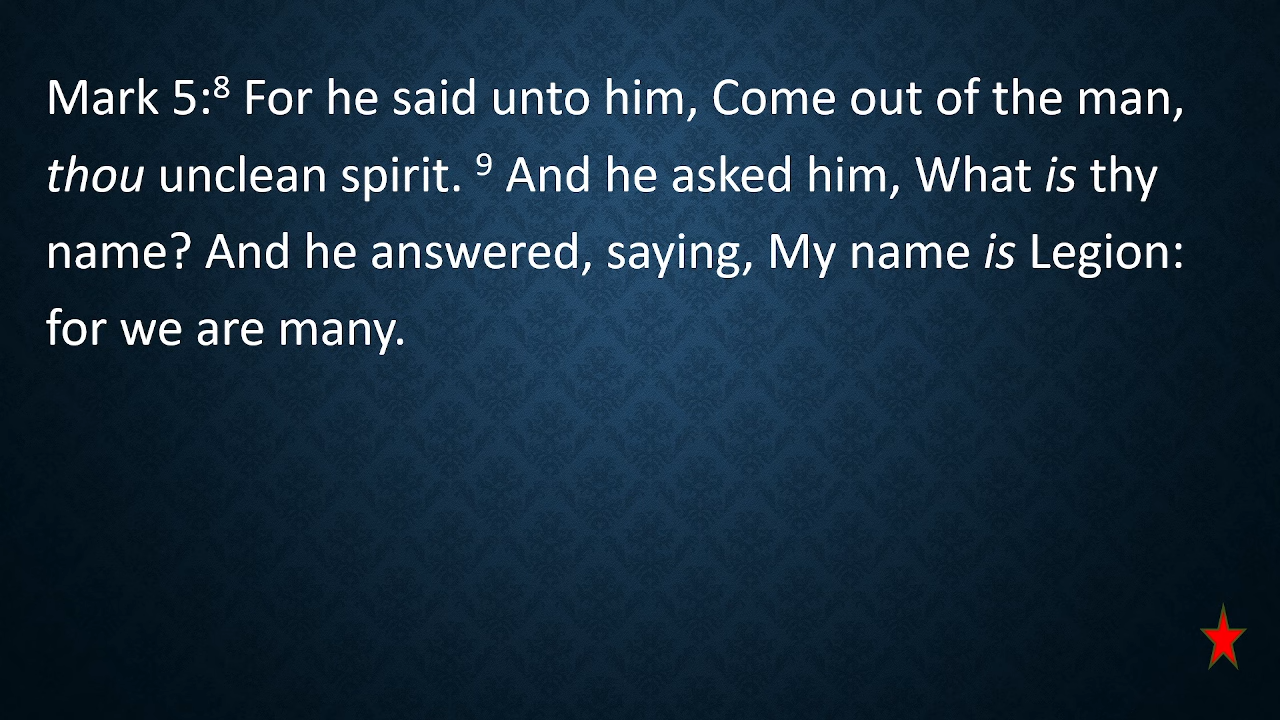 Mark 5:⁸ For he said unto him, Come out of the man,
thou unclean spirit. ⁹ And he asked him, What is thy
name? And he answered, saying, My name is Legion:
for we are many.